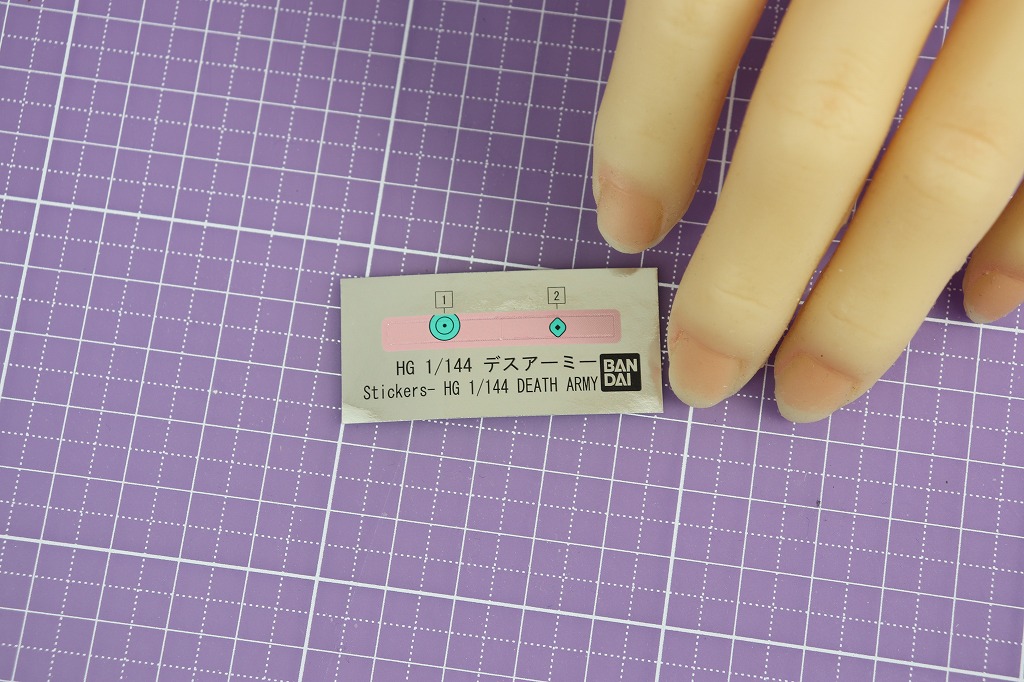 1 2
HG 1/144 デスアーミー
Stickers- HG 1/144 DEATH ARMY
BAN
DAI